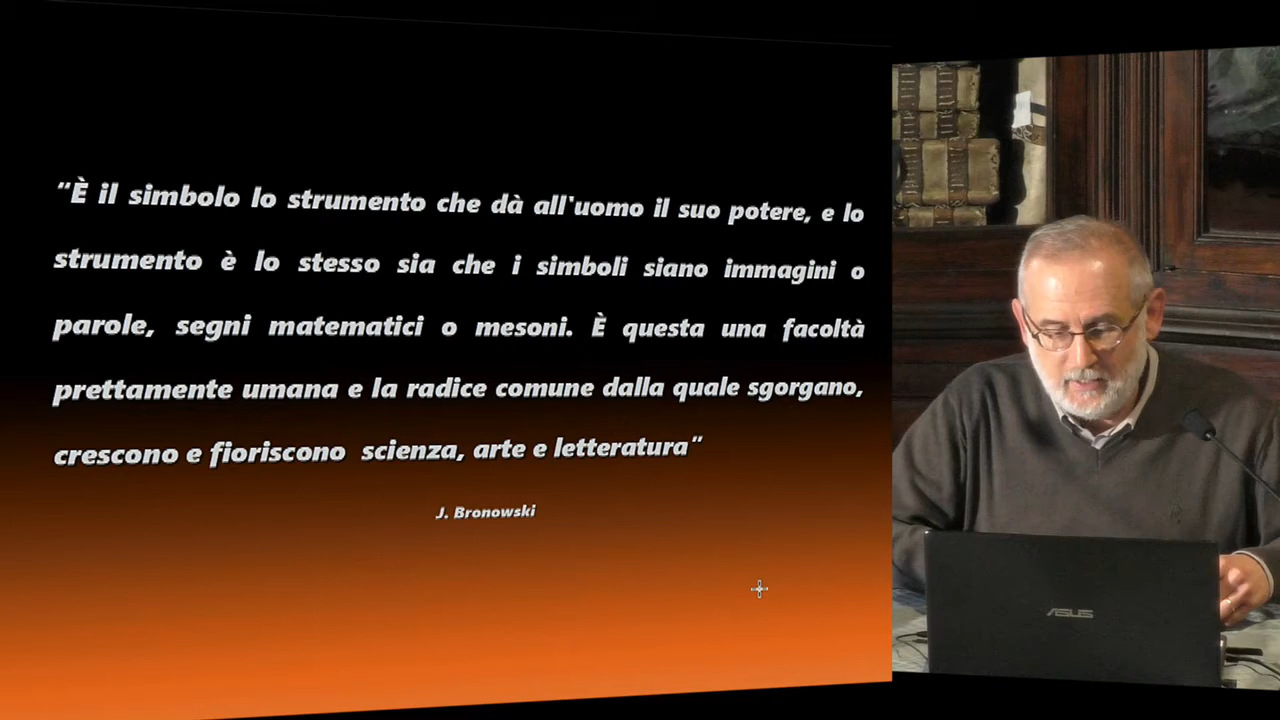 “È il simbolo lo strumento che dà all'uomo il suo potere, e lo
strumento è lo stesso sia che i simboli siano immagini o
parole, segni matematici o mesoni. È questa una facoltà
prettamente umana e la radice comune dalla quale sgorgano,
crescono e fioriscono scienza, arte e letteratura”
J. Bronowski
ASUS